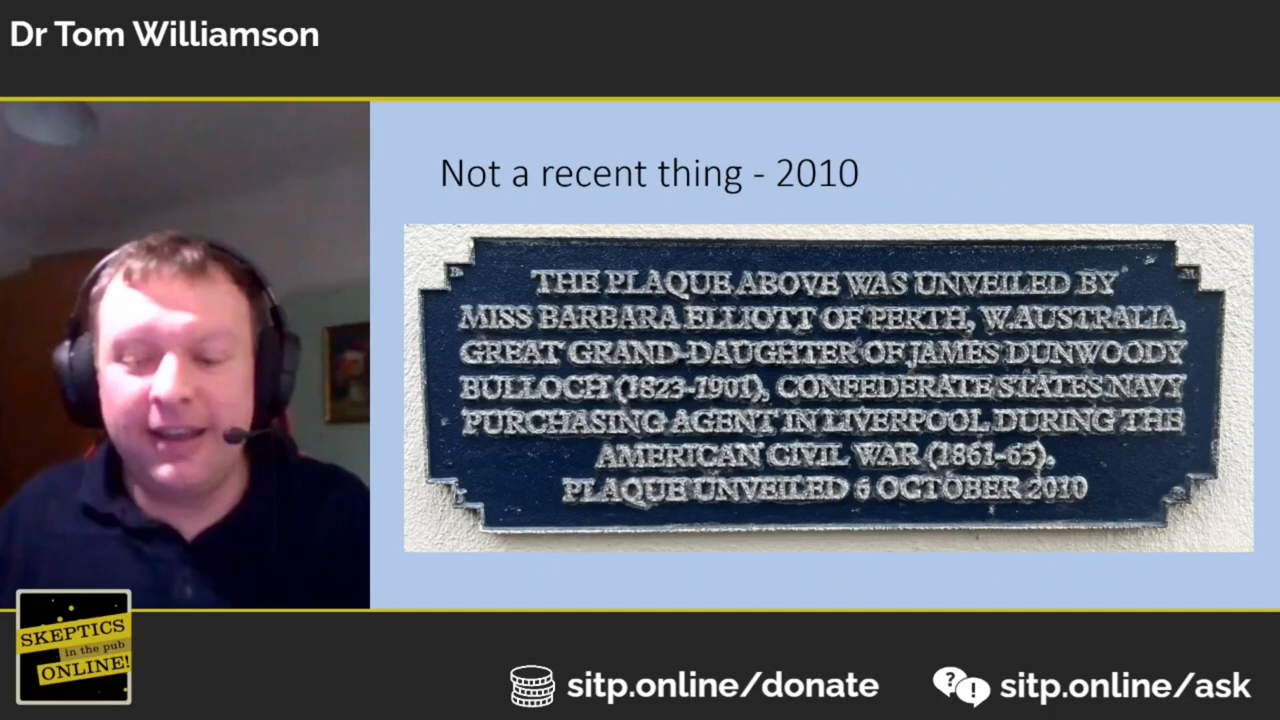 Dr Tom Williamson
Not a recent thing - 2010
THE PLAQUE ABOVE WAS UNVEILED BY
MISS BARBARA ELLIOTT OF PERTH, W.AUSTRALIA,
GREAT GRAND-DAUGHTER OF JAMES DUNWOODY
BULLOCH (1823-1901), CONFEDERATE STATES NAVY
PURCHASING AGENT IN LIVERPOOL DURING THE
AMERICAN CIVIL WAR (1861-65).
PLAQUE UNVEILED 6 OCTOBER 2010
SKEPTICS
in the pub
ONLINE!
sitp.online/donate
? !
sitp.online/ask